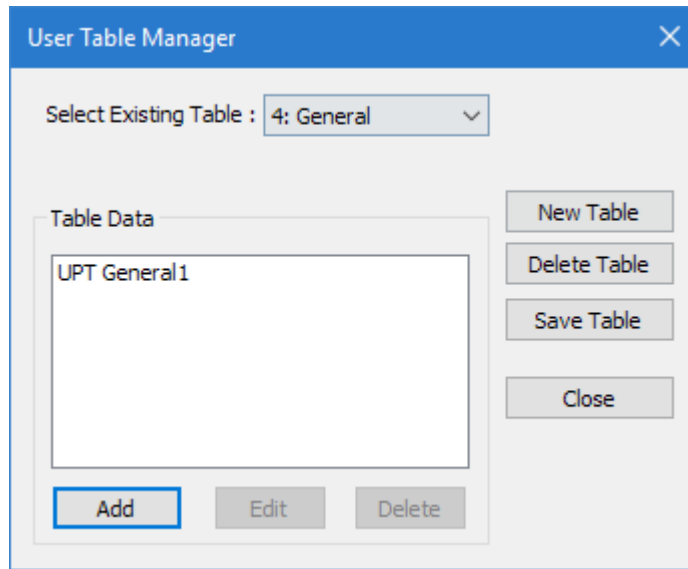 User Table Manager
Select Existing Table : 4: General
New Table
Table Data
Delete Table
UPT General1
Save Table
Close
Add Edit Delete